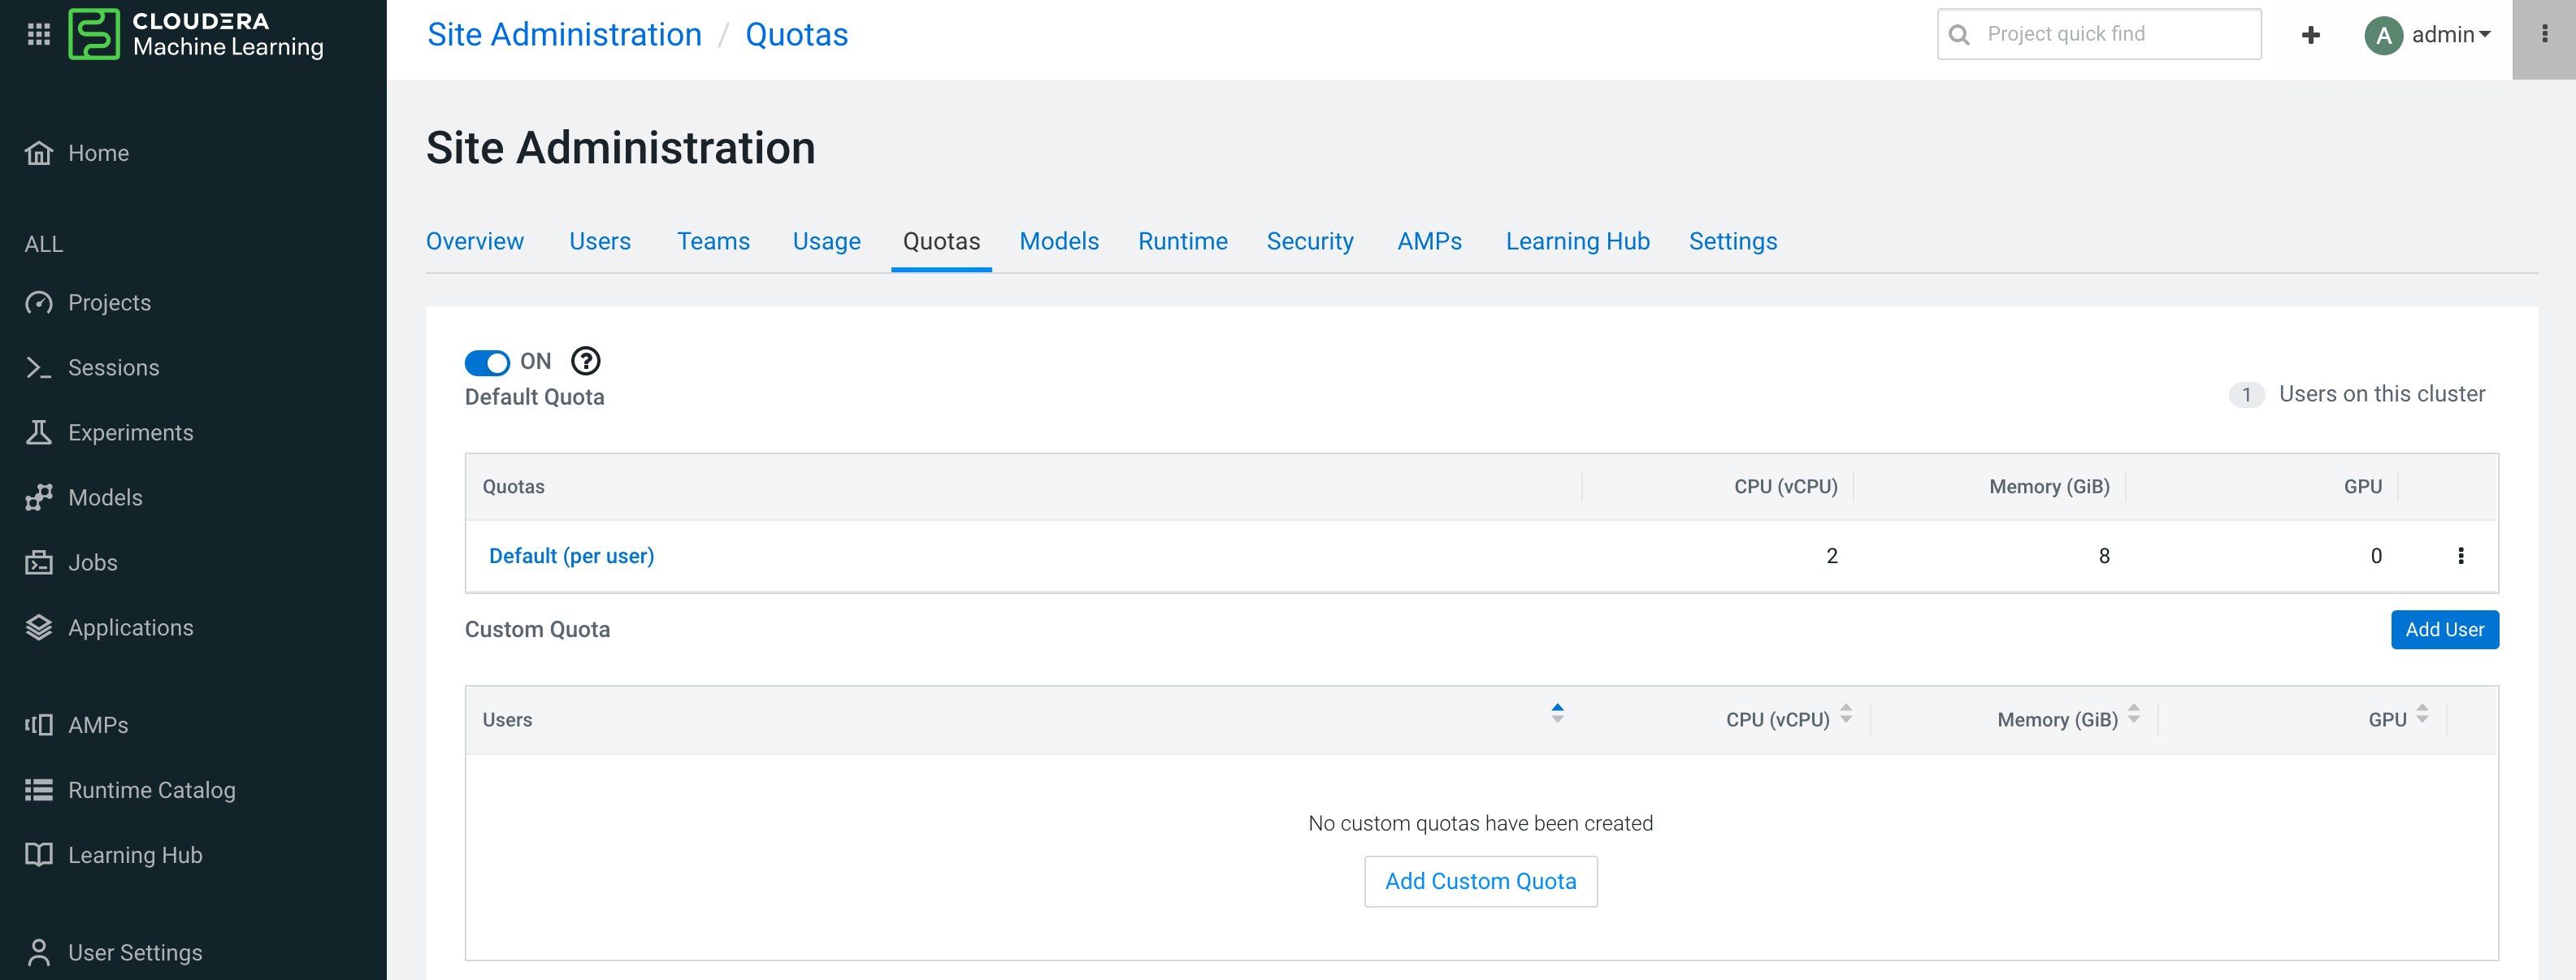 CLOUDERA
Machine Learning
Site Administration / Quotas
Project quick find
A admin
Home
ALL
Projects
Sessions
Experiments
Models
Jobs
Applications
AMPs
Runtime Catalog
Learning Hub
User Settings
Site Administration
Overview Users Teams Usage Quotas Models Runtime Security AMPs Learning Hub Settings
ON ?
Default Quota
1 Users on this cluster
Quotas CPU (vCPU) Memory (GiB) GPU
Default (per user) 2 8 0
Custom Quota
Add User
Users CPU (vCPU) Memory (GiB) GPU
No custom quotas have been created
Add Custom Quota